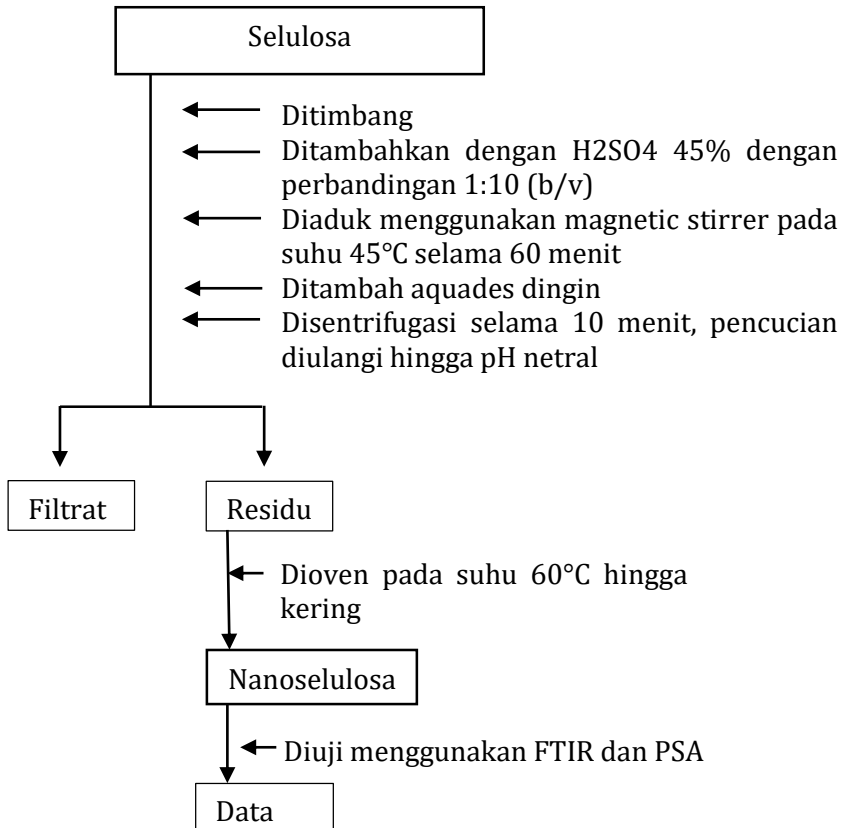 Selulosa
Ditimbang
Ditambahkan dengan H2SO4 45% dengan
perbandingan 1:10 (b/v)
Diaduk menggunakan magnetic stirrer pada
suhu 45°C selama 60 menit
Ditambah aquades dingin
Disentrifugasi selama 10 menit, pencucian
diulangi hingga pH netral
Filtrat
Residu
Dioven pada suhu 60°C hingga
kering
Nanoselulosa
Diuji menggunakan FTIR dan PSA
Data